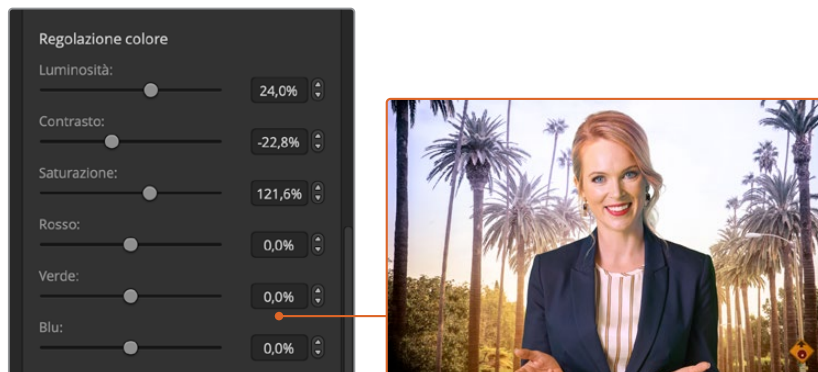 Regolazione colore
Luminosità:
24,0%
Contrasto:
-22,8%
Saturazione:
121,6%
Rosso:
0,0%
Verde:
0,0%
Blu:
0,0%